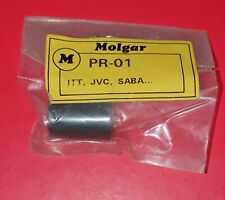 Molgar
M PR-01
ITT, JVC, SABA...